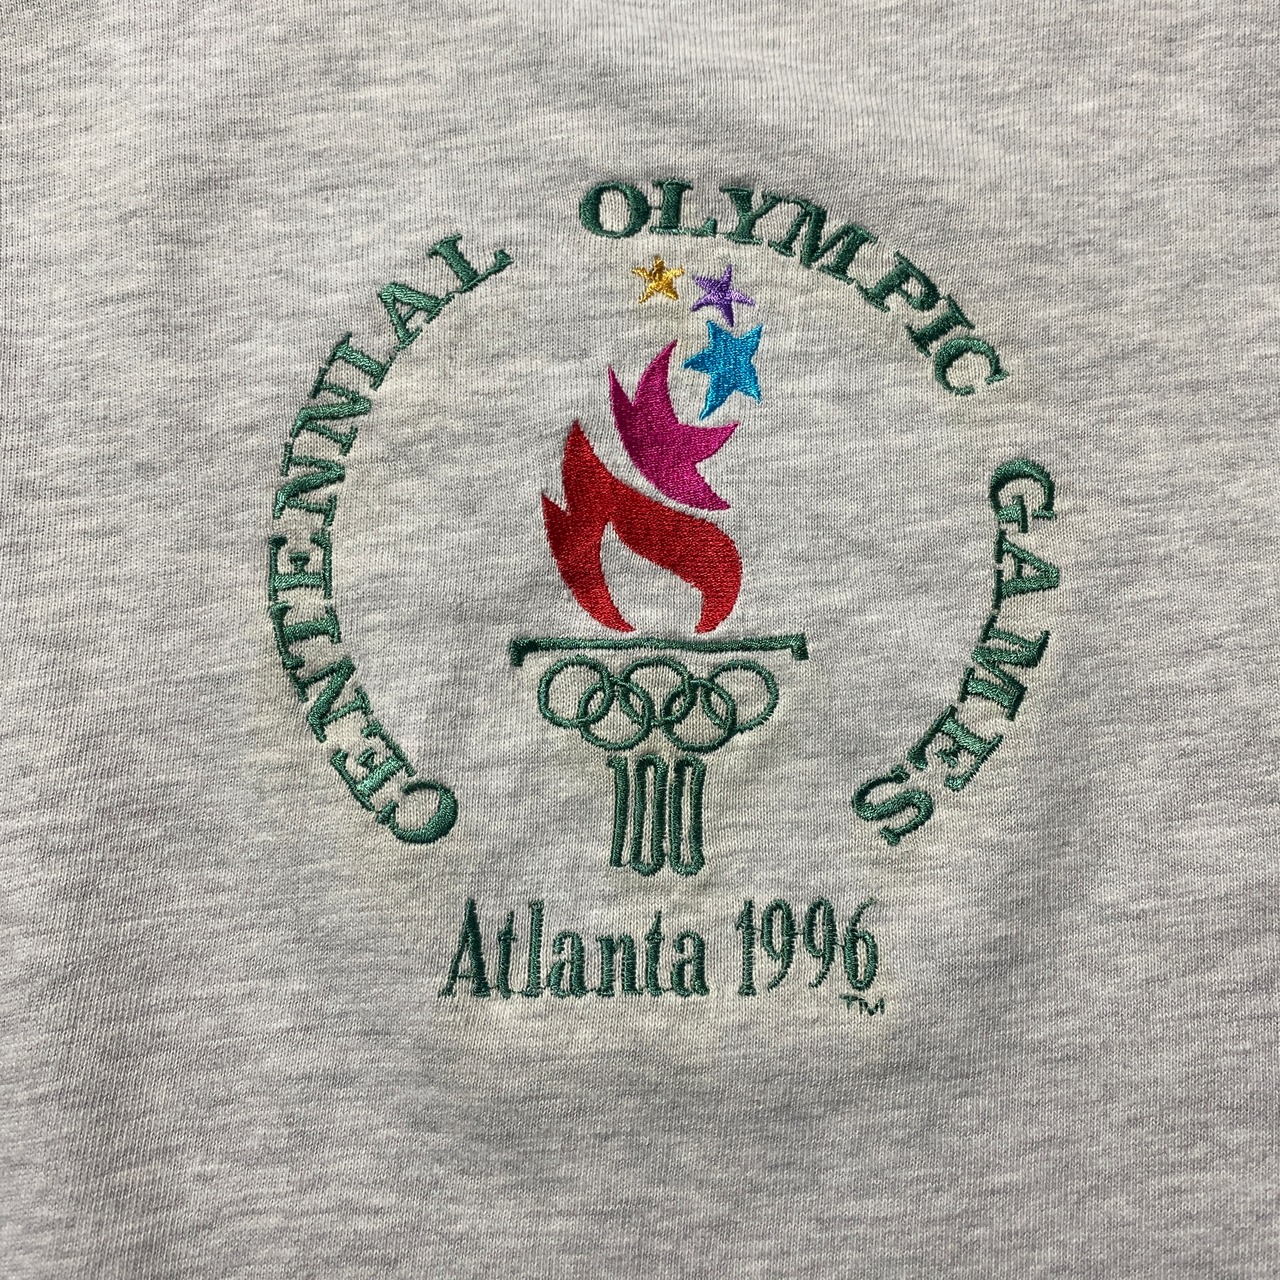 CENTENNIAL OLYMPIC GAMES
100
Atlanta 1996
TM